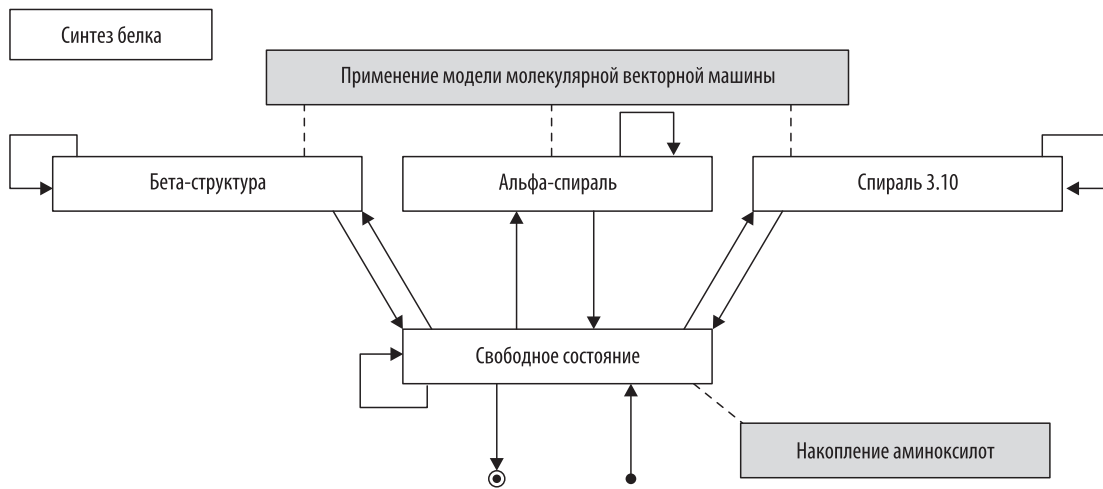 Синтез белка
Применение модели молекулярной векторной машины
Бета-структура
Альфа-спираль
Спираль 3.10
Свободное состояние
Накопление аминоксилот